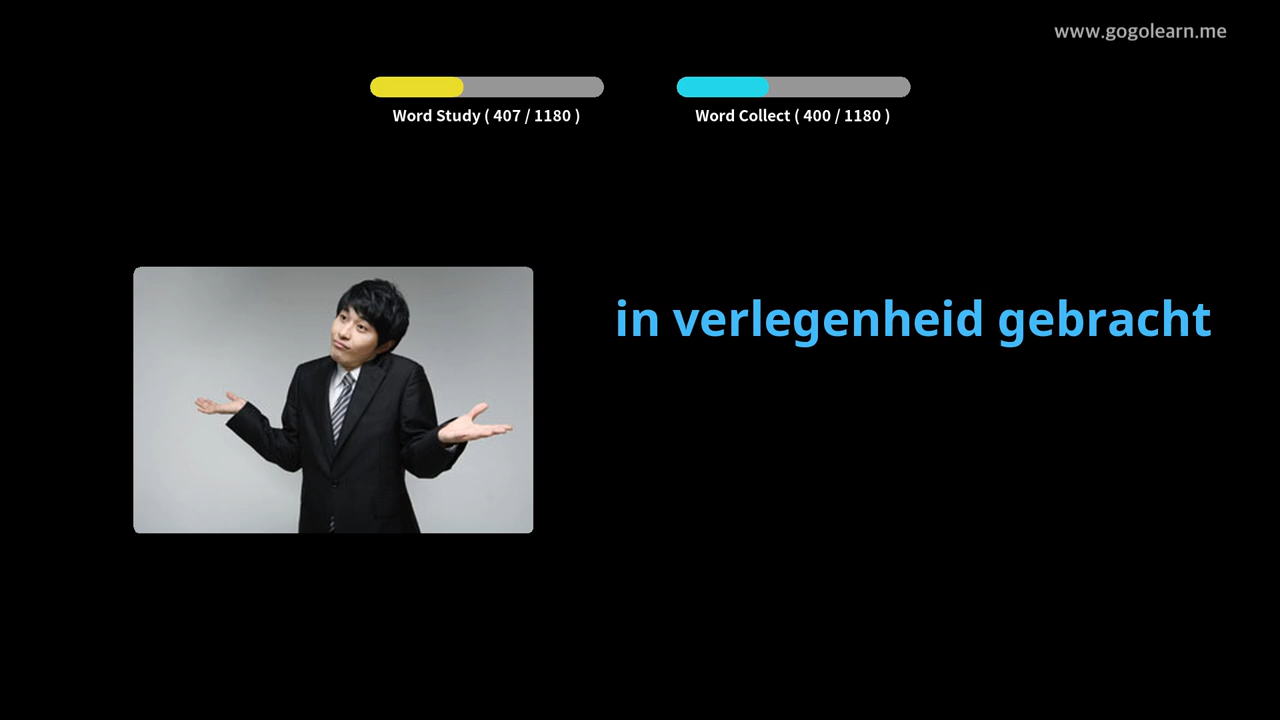 www.gogolearn.me
Word Study ( 407 / 1180 )
Word Collect ( 400 / 1180 )
in verlegenheid gebracht